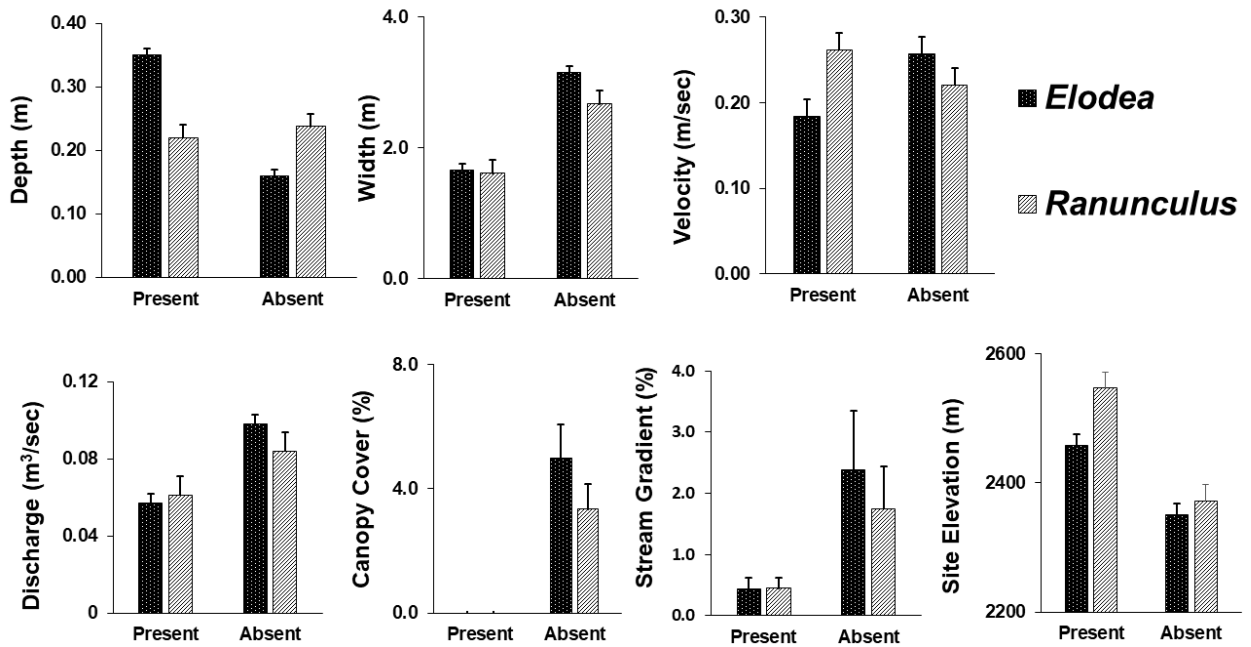 Depth (m)
0.40
0.30
0.20
0.10
0.00
Present Absent
Width (m)
4.0
2.0
0.0
Present Absent
Velocity (m/sec)
0.30
0.20
0.10
0.00
Present Absent
Elodea
Ranunculus
Discharge (m³/sec)
0.12
0.08
0.04
0
Present Absent
Canopy Cover (%)
8.0
4.0
0.0
Present Absent
Stream Gradient (%)
4.0
3.0
2.0
1.0
0.0
Present Absent
Site Elevation (m)
2600
2400
2200
Present Absent